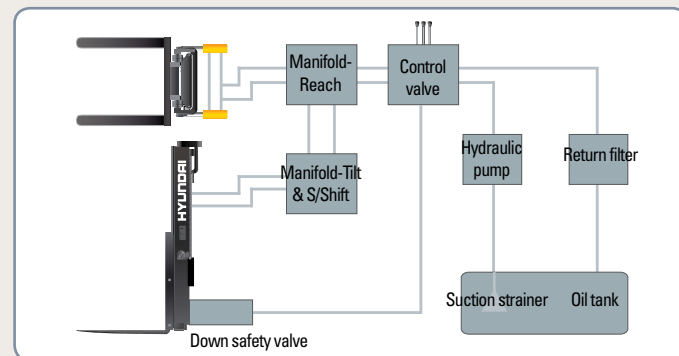 Manifold-
Reach
Control
valve
Hydraulic
pump
Return filter
Manifold-Tilt
& S/Shift
HYUNDAI
Suction strainer
Oil tank
Down safety valve